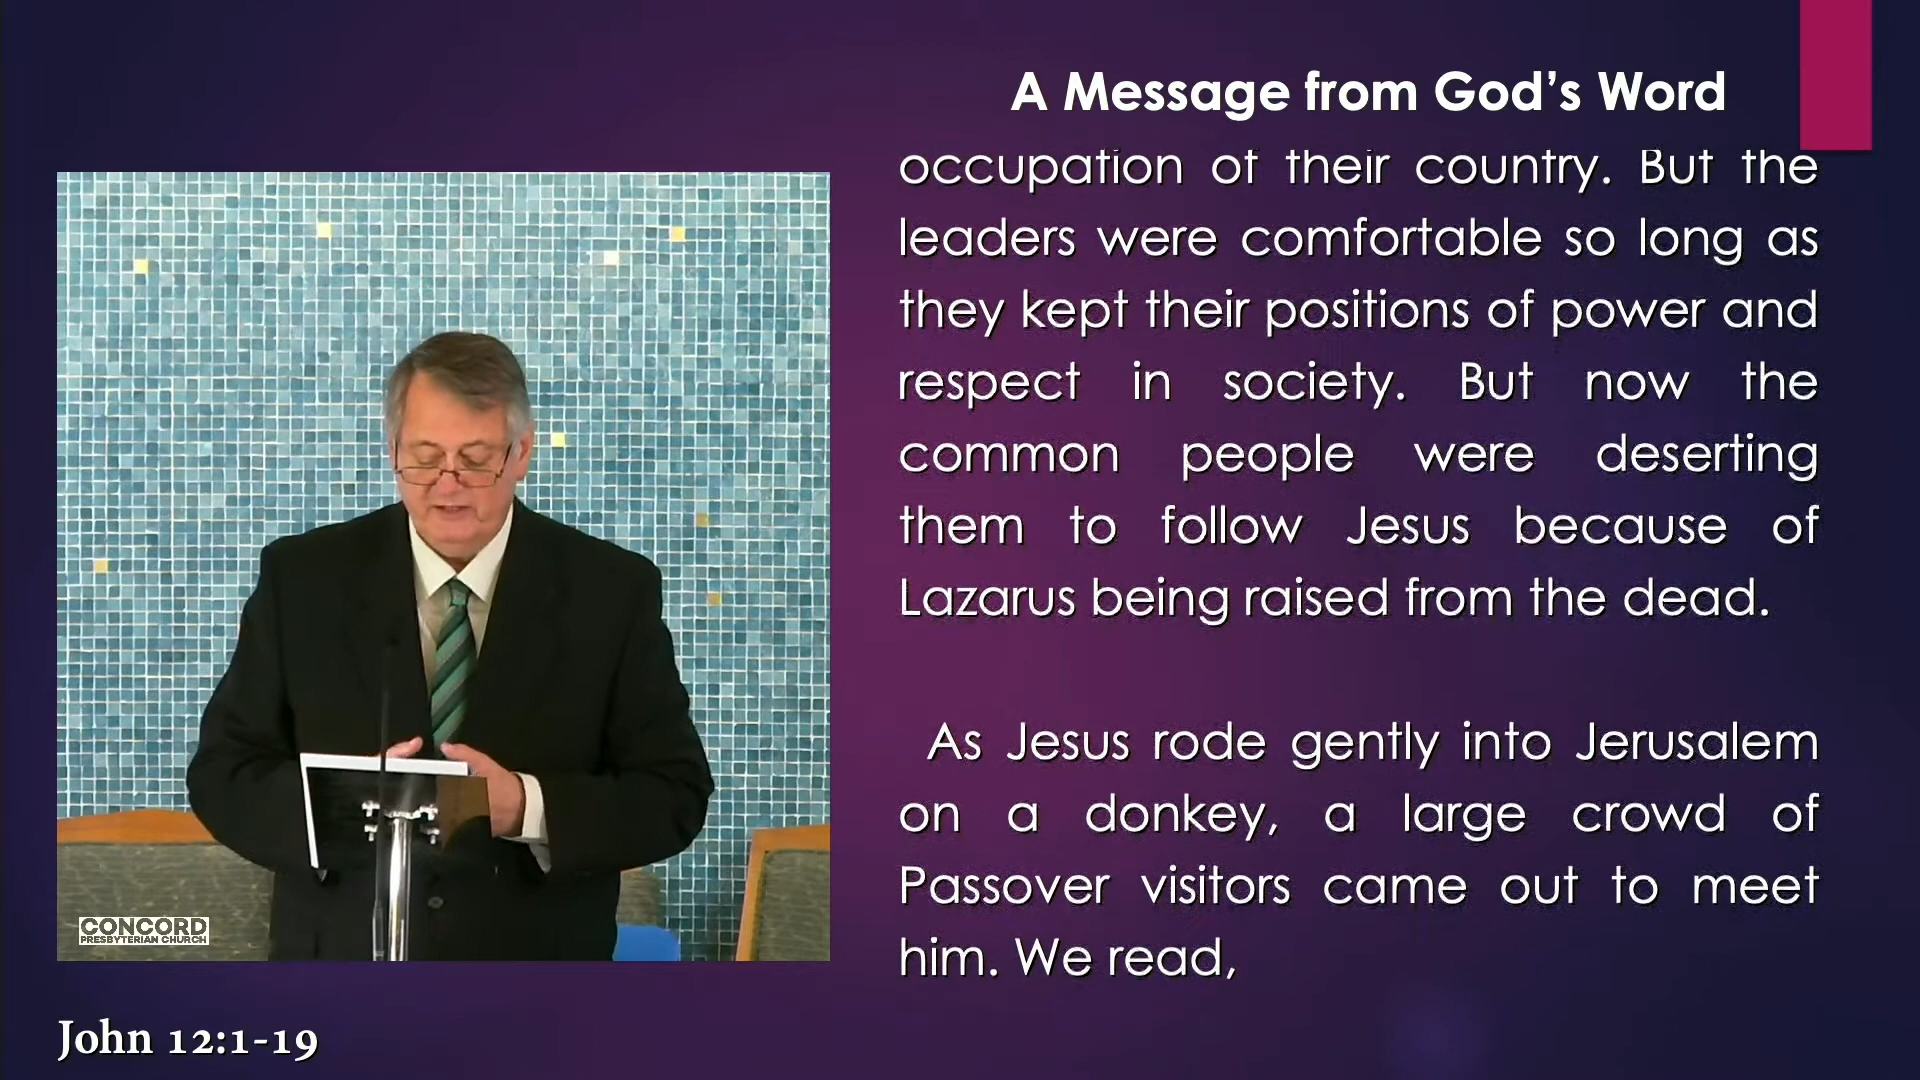 A Message from God’s Word
occupation of their country. But the
leaders were comfortable so long as
they kept their positions of power and
respect in society. But now the
common people were deserting
them to follow Jesus because of
Lazarus being raised from the dead.
As Jesus rode gently into Jerusalem
on a donkey, a large crowd of
Passover visitors came out to meet
him. We read,
CONCORD
PRESBYTERIAN CHURCH
John 12:1-19